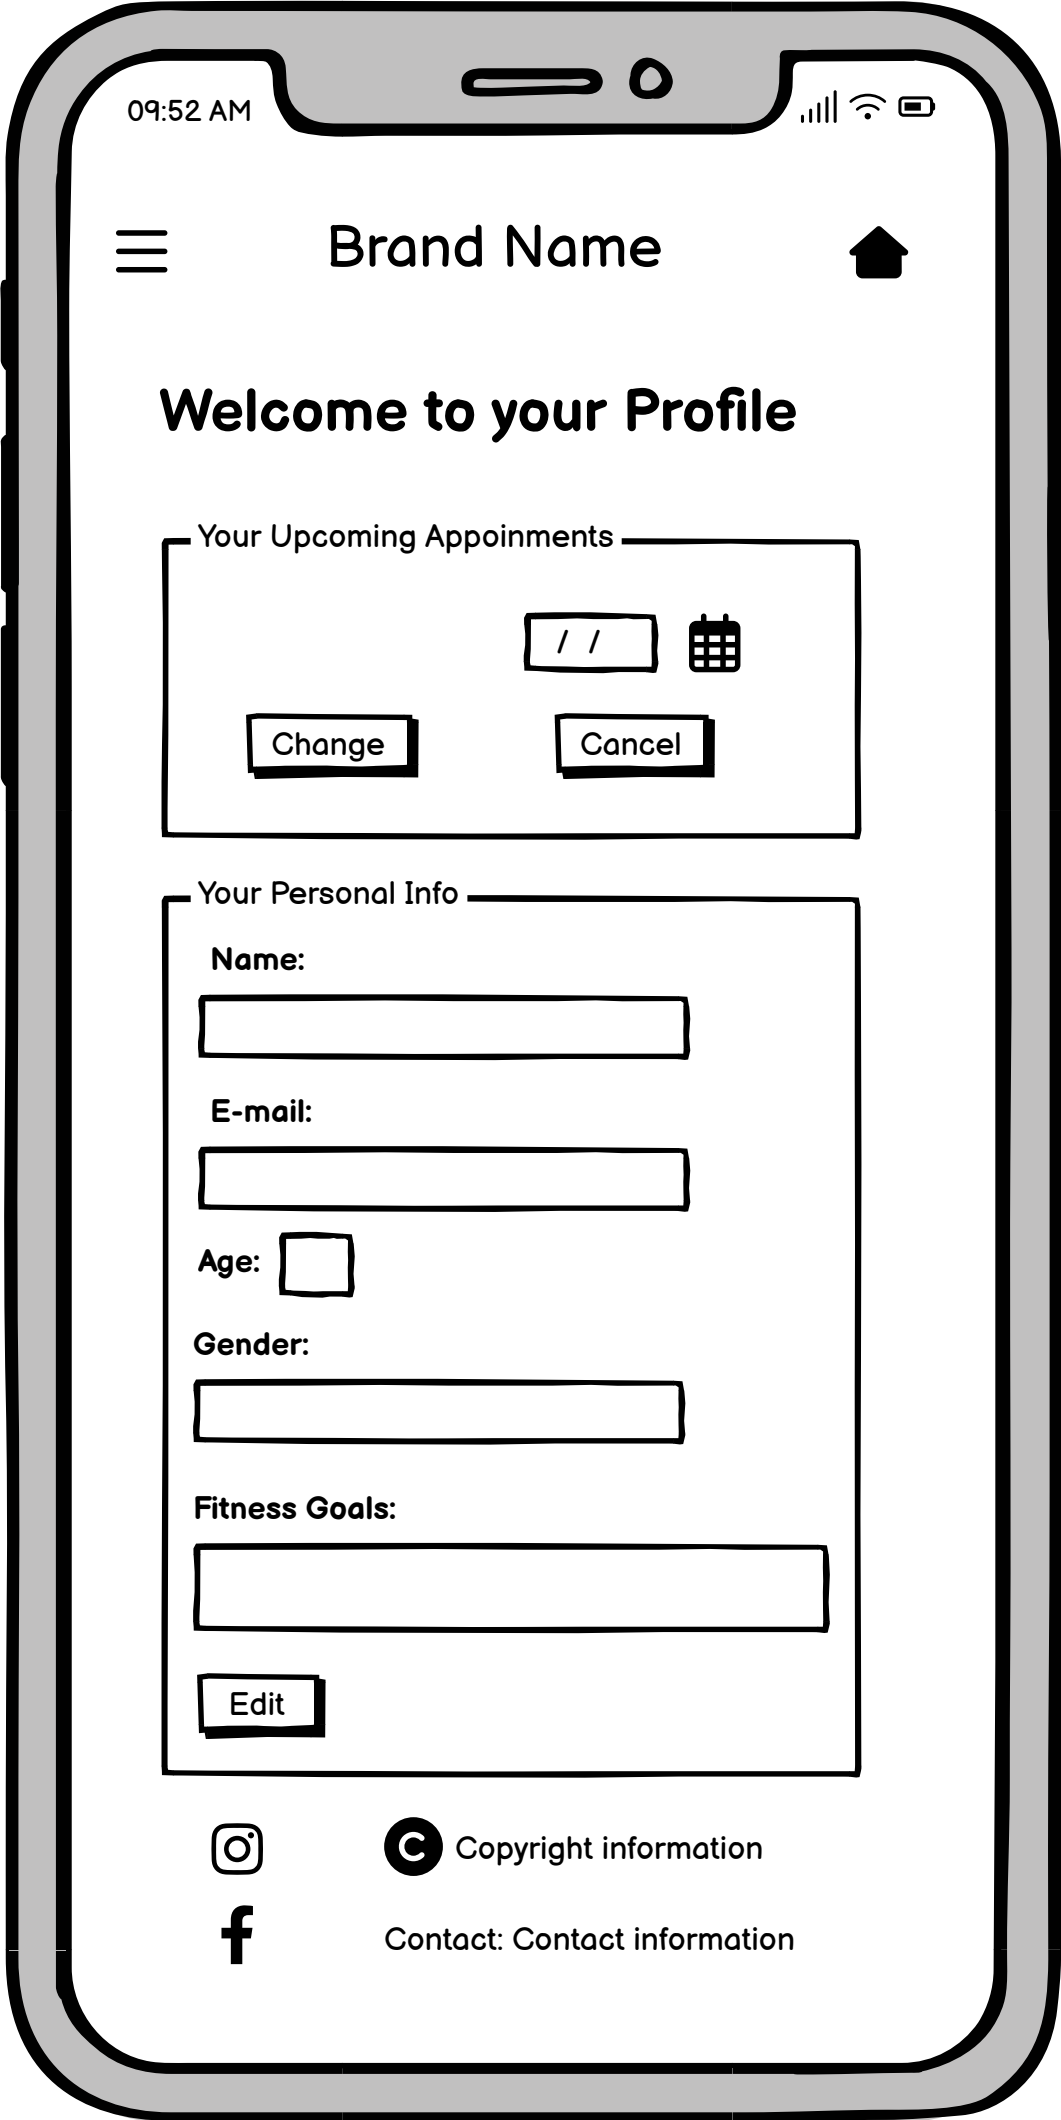 09:52 AM
Brand Name
Welcome to your Profile
Your Upcoming Appoinments
/ /
Change
Cancel
Your Personal Info
Name:
E-mail:
Age:
Gender:
Fitness Goals:
Edit
C Copyright information
Contact: Contact information